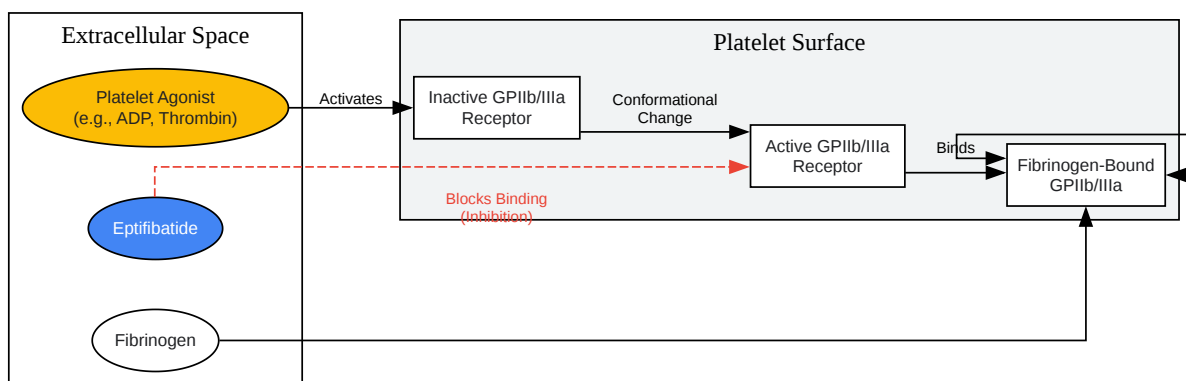 Extracellular Space
Platelet Agonist
(e.g., ADP, Thrombin)
Eptifibatide
Fibrinogen
Activates
Platelet Surface
Inactive GPIIb/IIIa
Receptor
Conformational
Change
Active GPIIb/IIIa
Receptor
Binds
Fibrinogen-Bound
GPIIb/IIIa
Blocks Binding
(Inhibition)